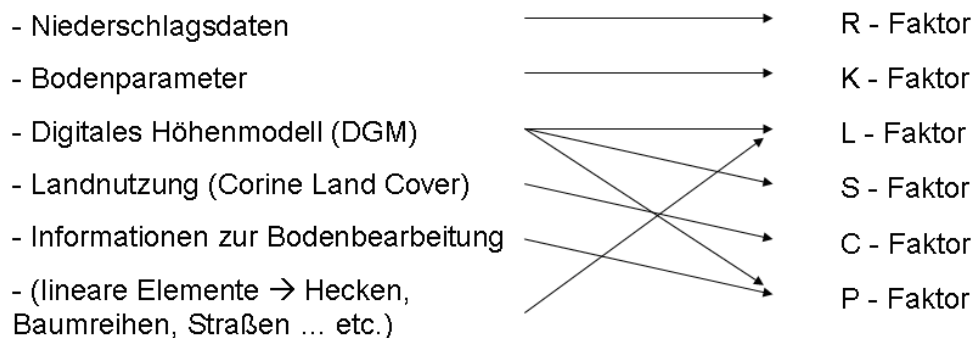 - Niederschlagsdaten R - Faktor
- Bodenparameter K - Faktor
- Digitales Höhenmodell (DGM) L - Faktor
- Landnutzung (Corine Land Cover) S - Faktor
- Informationen zur Bodenbearbeitung C - Faktor
- (lineare Elemente → Hecken, P - Faktor
Baumreihen, Straßen ... etc.)